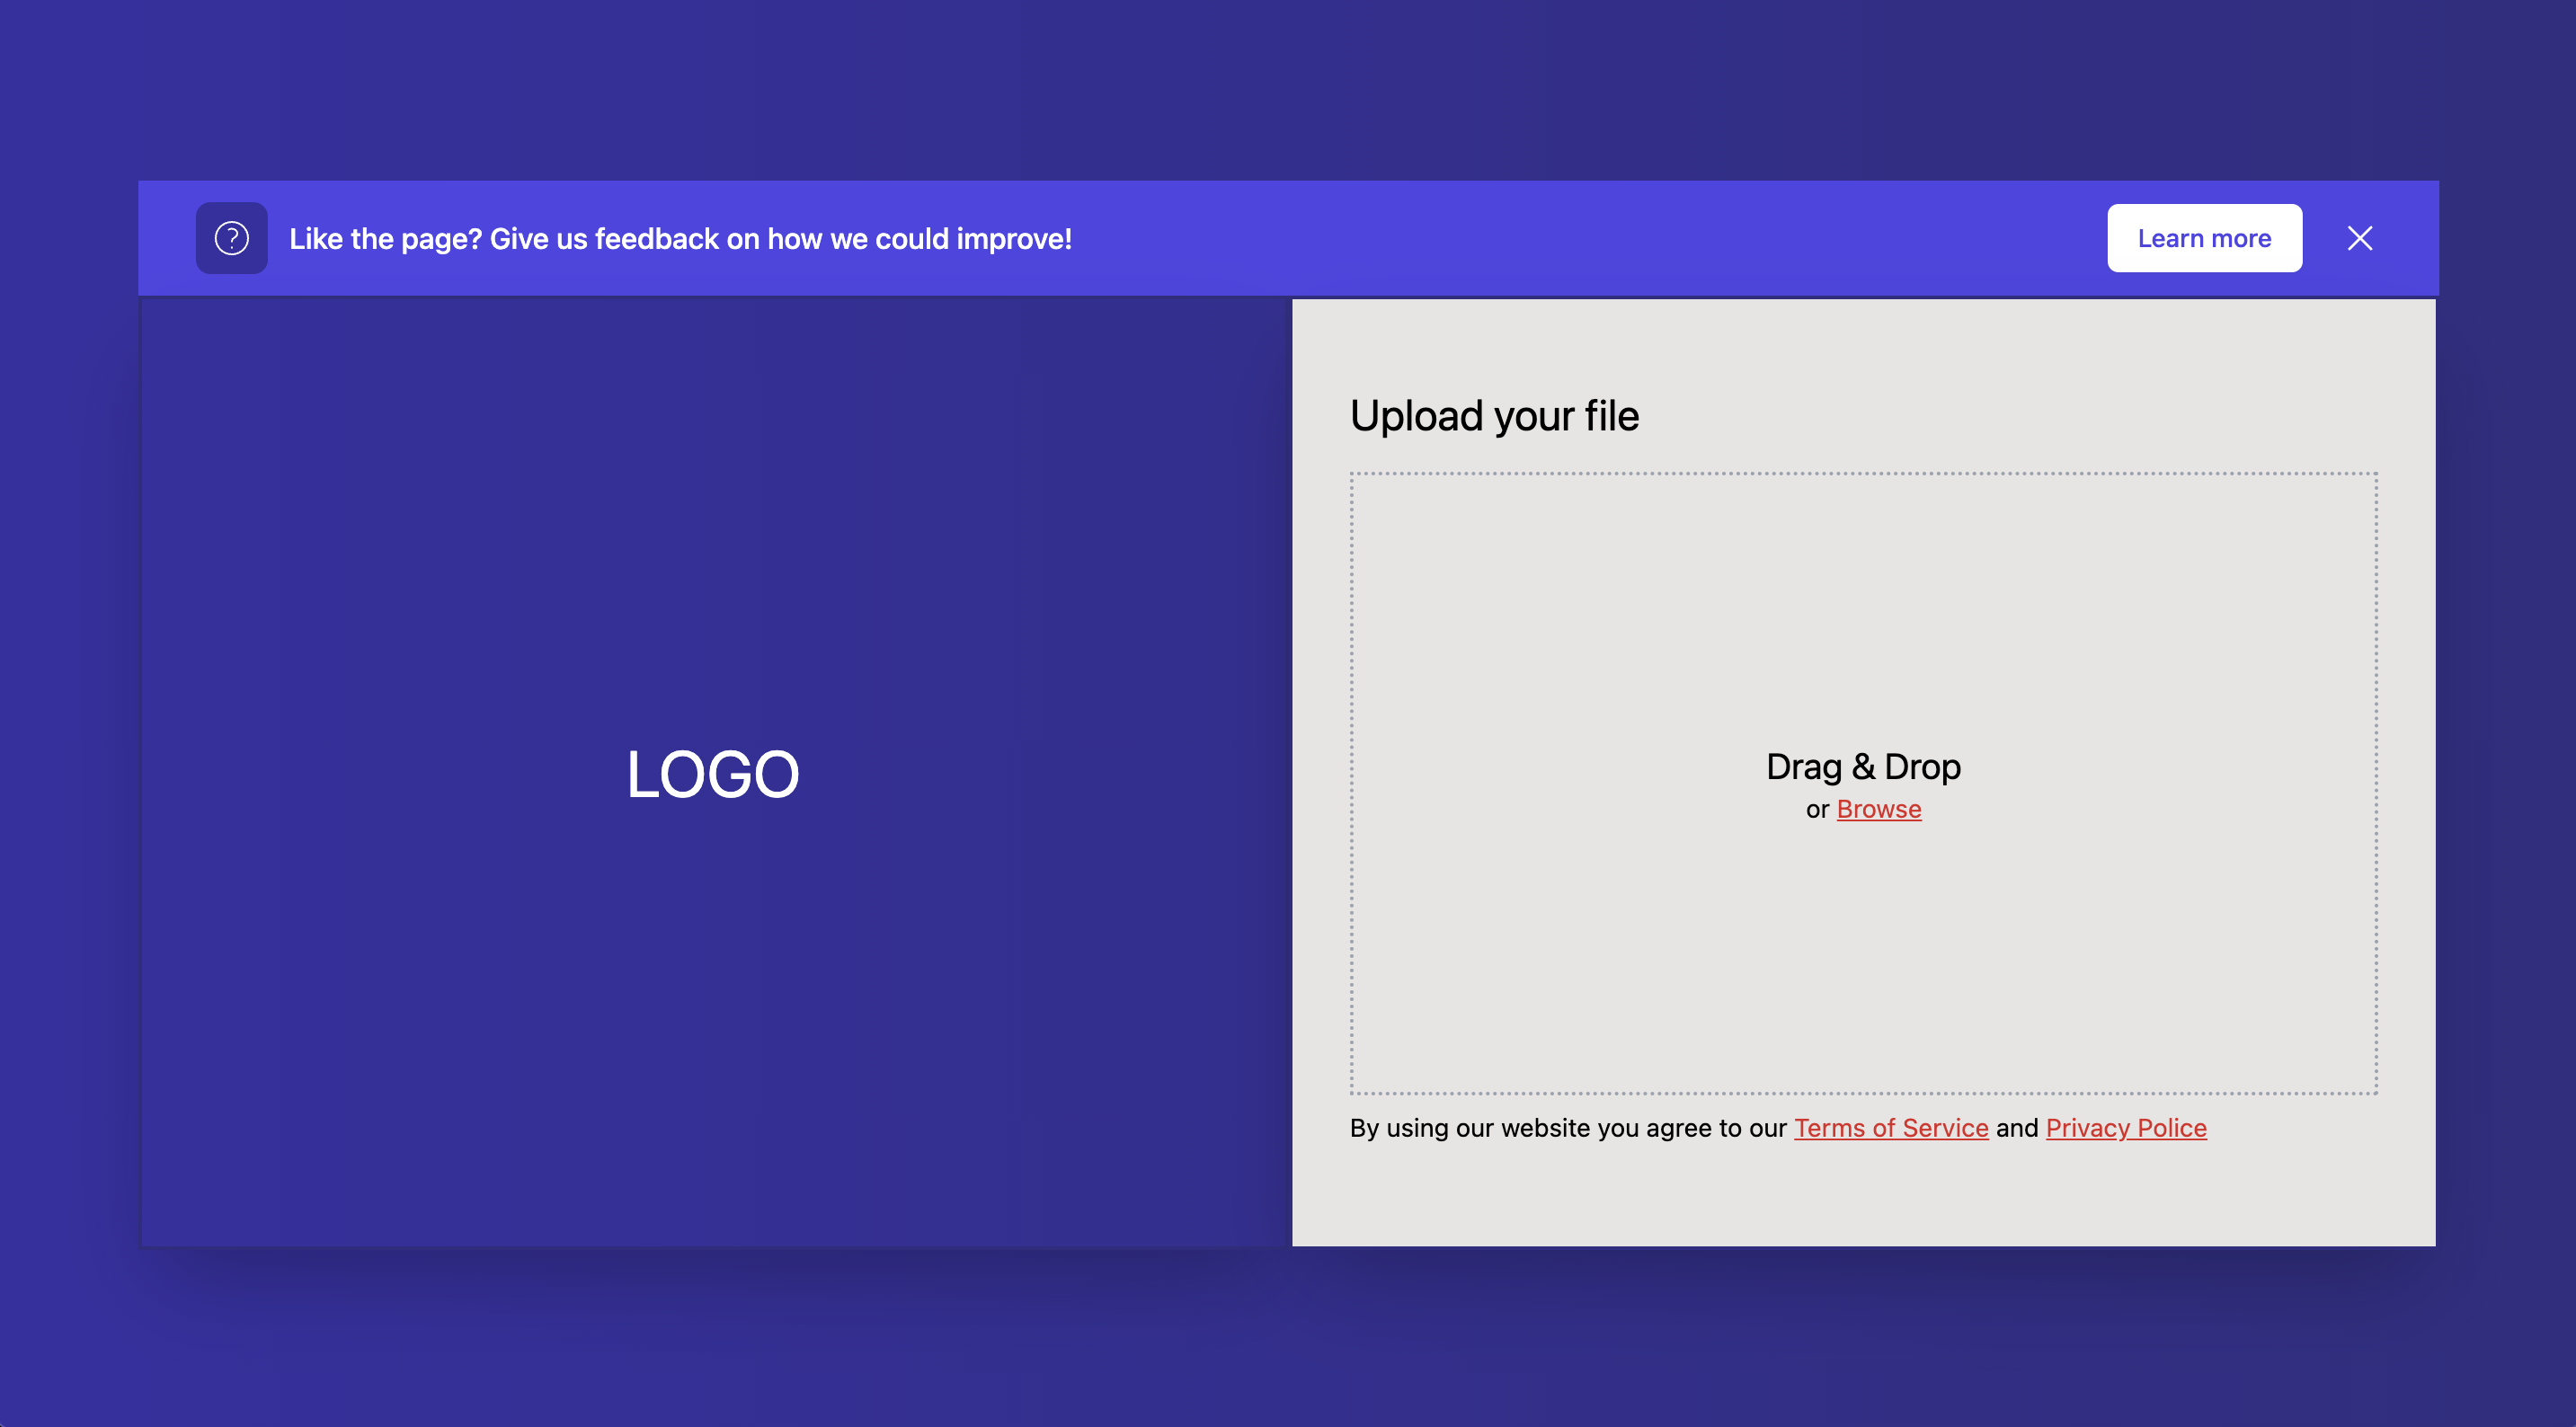 Like the page? Give us feedback on how we could improve!
Learn more
LOGO
Upload your file
Drag & Drop
or Browse
By using our website you agree to our Terms of Service and Privacy Police